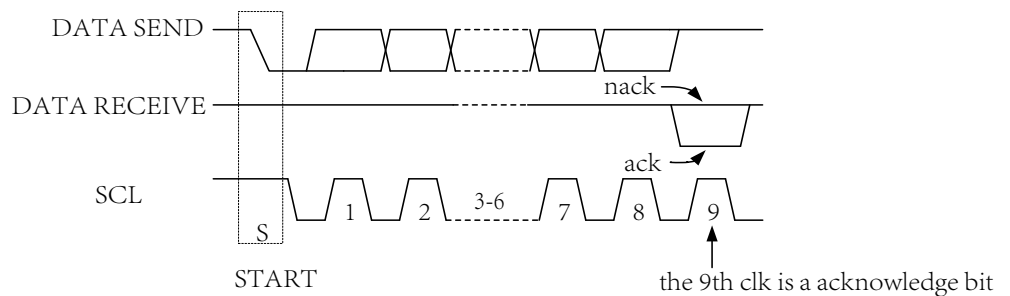 DATA SEND
nack
DATA RECEIVE
ack
SCL
1
2
3-6
7
8
9
S
START
the 9th clk is a acknowledge bit